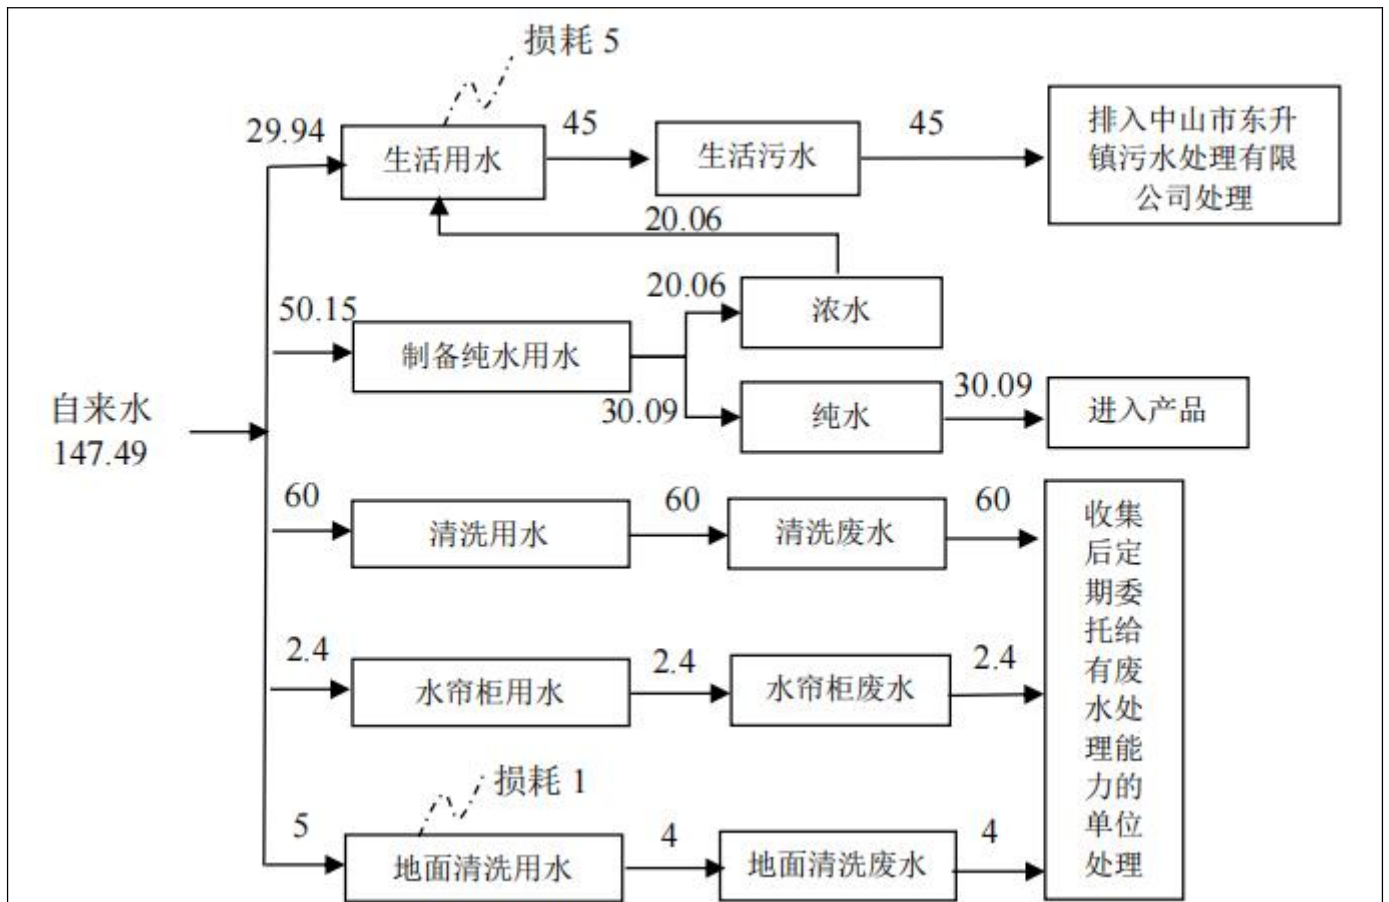 损耗 5
29.94
生活用水
45
生活污水
45
排入中山市东升
镇污水处理有限
公司处理
20.06
50.15
制备纯水用水
20.06
浓水
30.09
纯水
30.09
进入产品
自来水
147.49
60
清洗用水
60
清洗废水
60
收集
后定
期委
托给
有废
水处
理能
力的
单位
处理
2.4
水帘柜用水
2.4
水帘柜废水
2.4
损耗 1
5
地面清洗用水
4
地面清洗废水
4